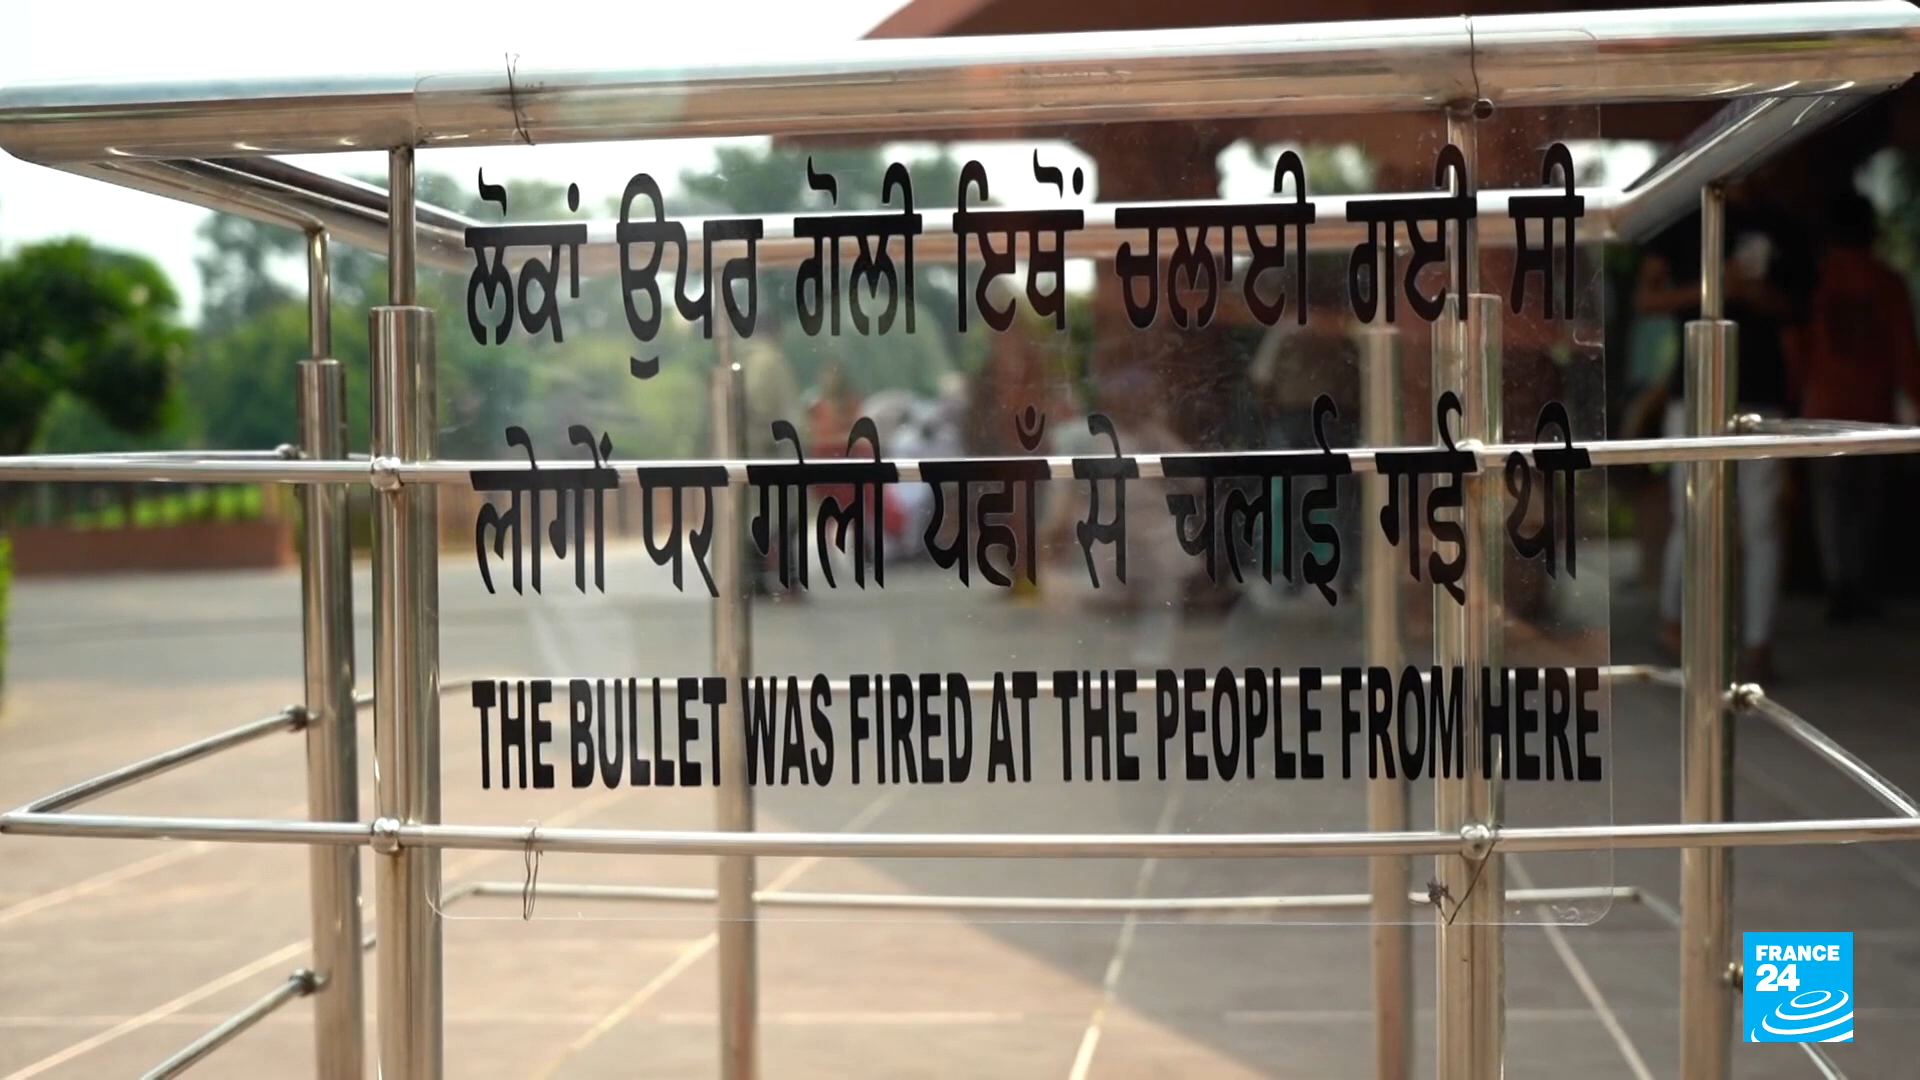 ਲੋਕਾਂ ਉਪਰ ਗੋਲੀ ਇਥੋਂ ਚਲਾਈ ਗਈ ਸੀ
लोगों पर गोली यहाँ से चलाई गई थी
THE BULLET WAS FIRED AT THE PEOPLE FROM HERE
FRANCE
24